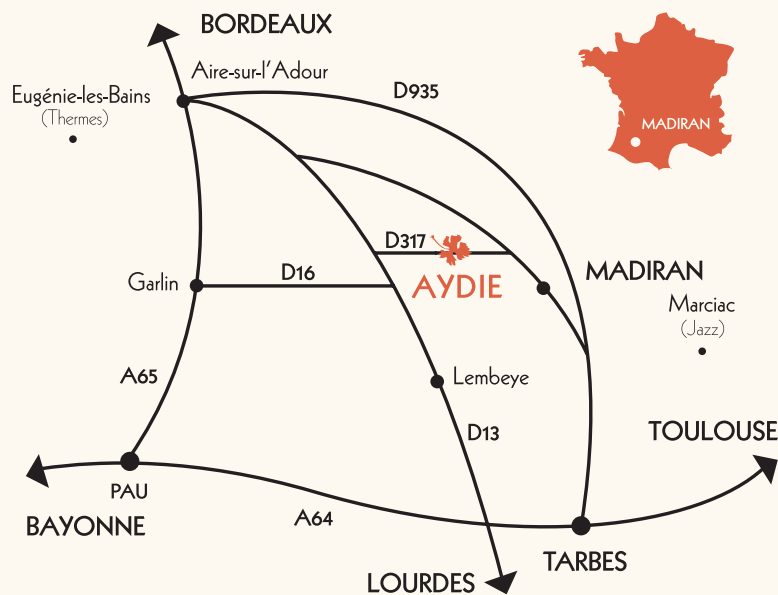 BORDEAUX
Aire-sur-l'Adour
Eugénie-les-Bains
(Thermes)
D935
MADIRAN
D317
AYDIE
MADIRAN
Garlin
D16
Marciac
(Jazz)
A65
Lembeye
D13
TOULOUSE
PAU
BAYONNE
A64
TARBES
LOURDES